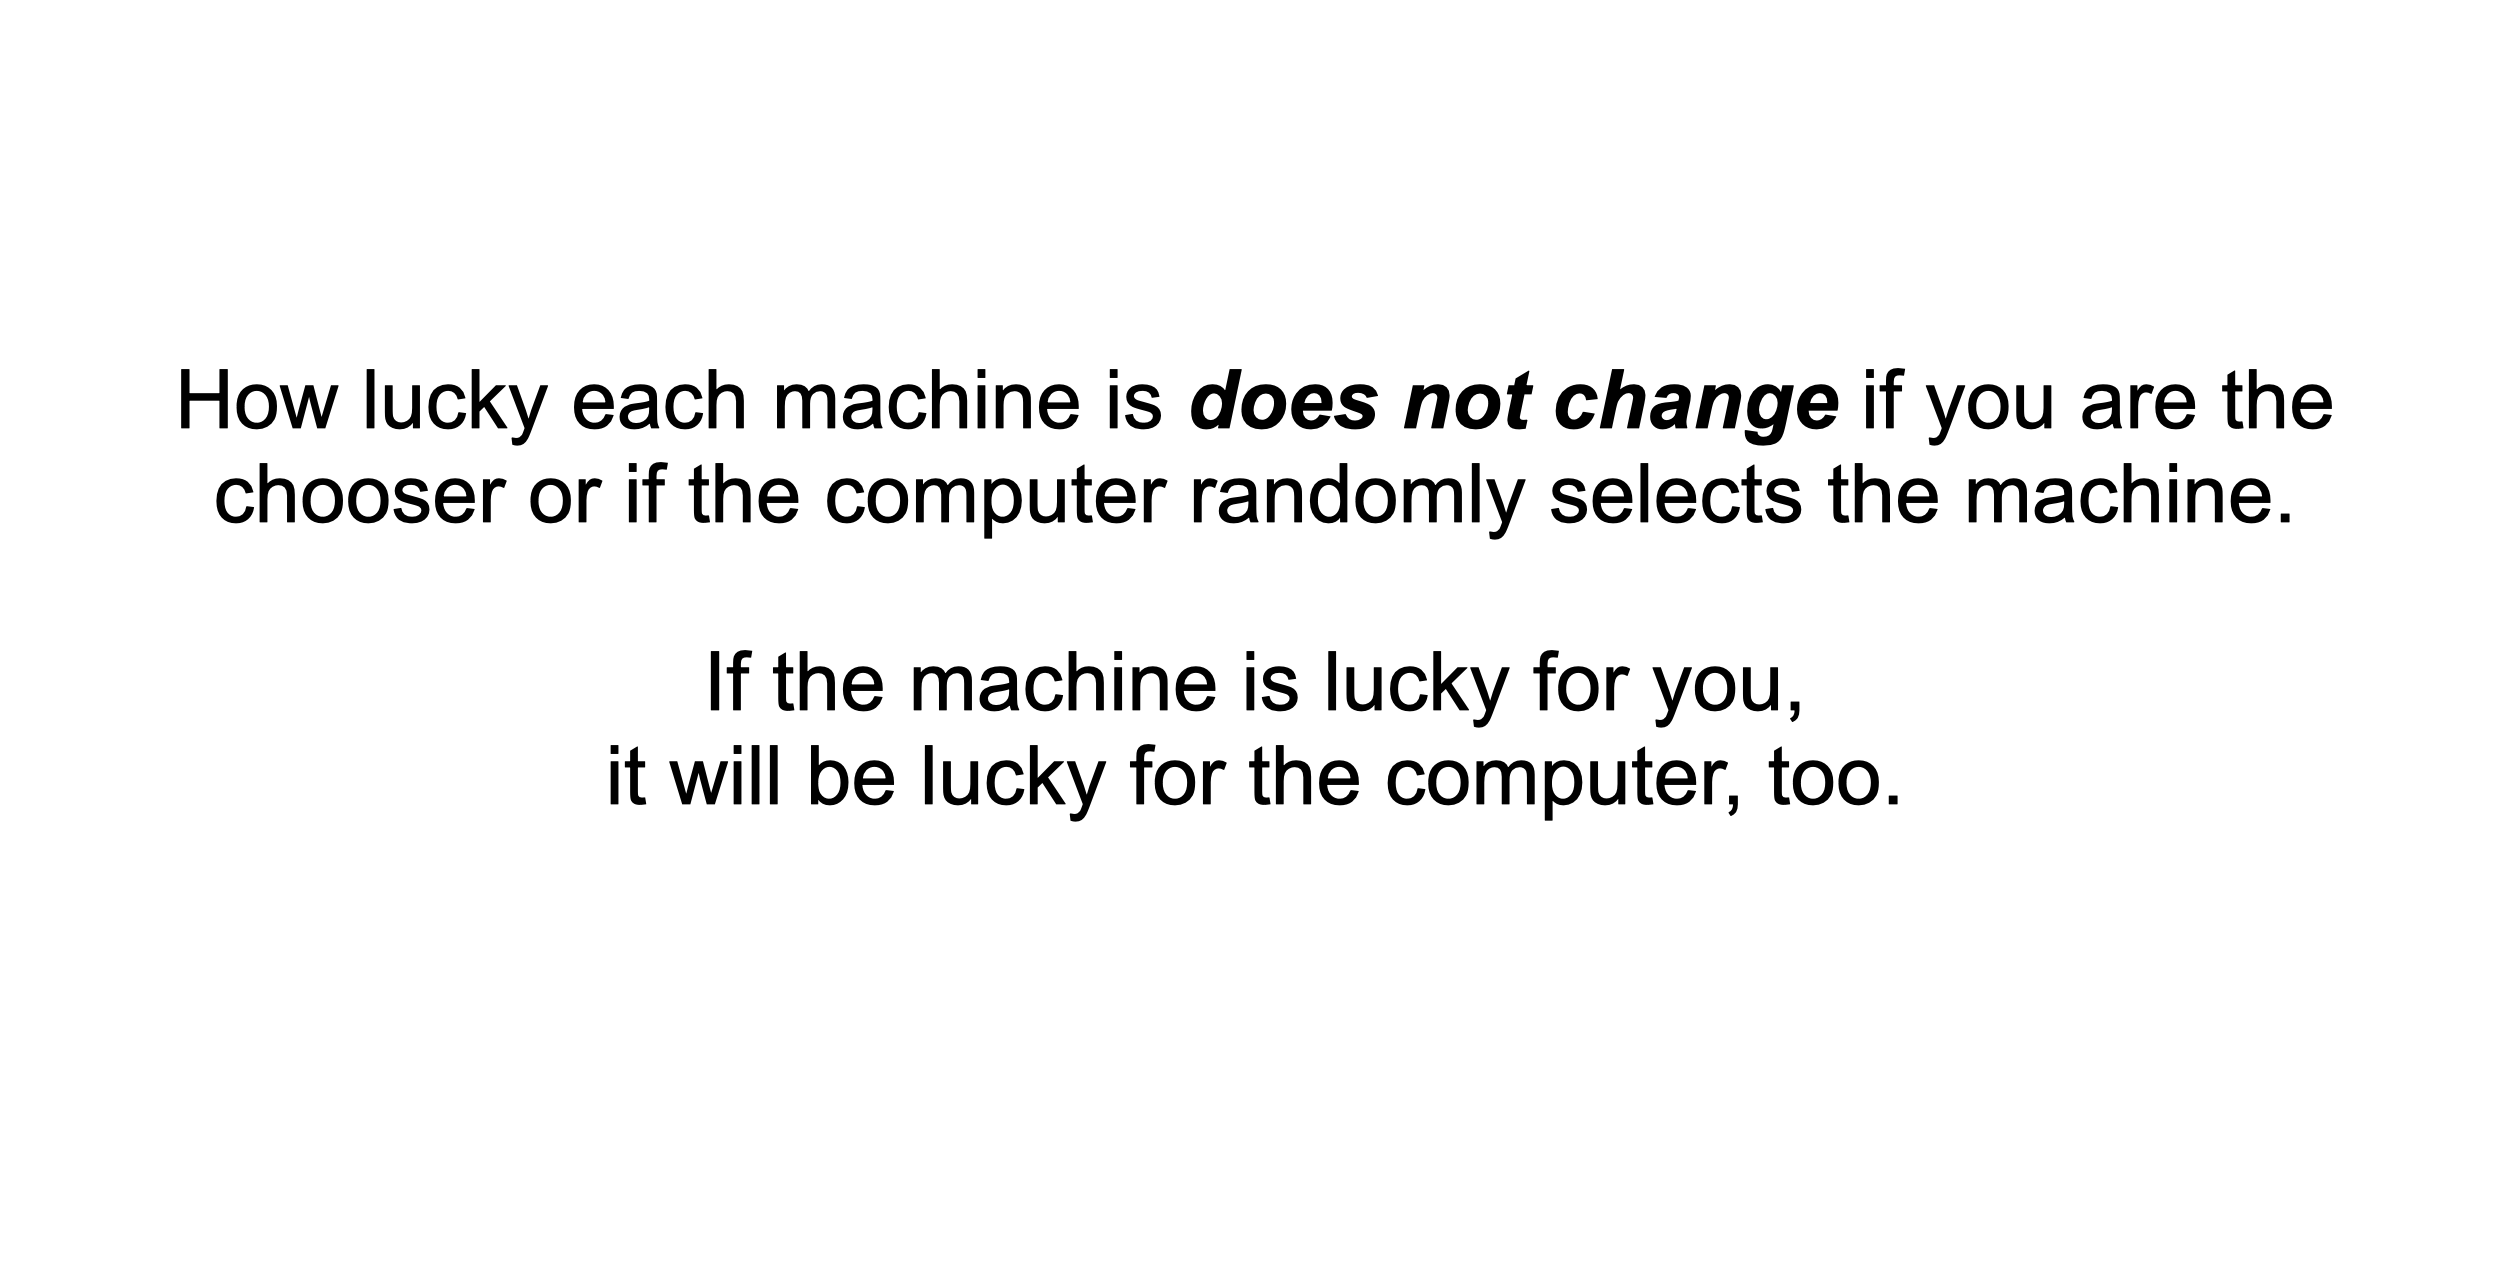 How lucky each machine is does not change if you are the
chooser or if the computer randomly selects the machine.
If the machine is lucky for you,
it will be lucky for the computer, too.